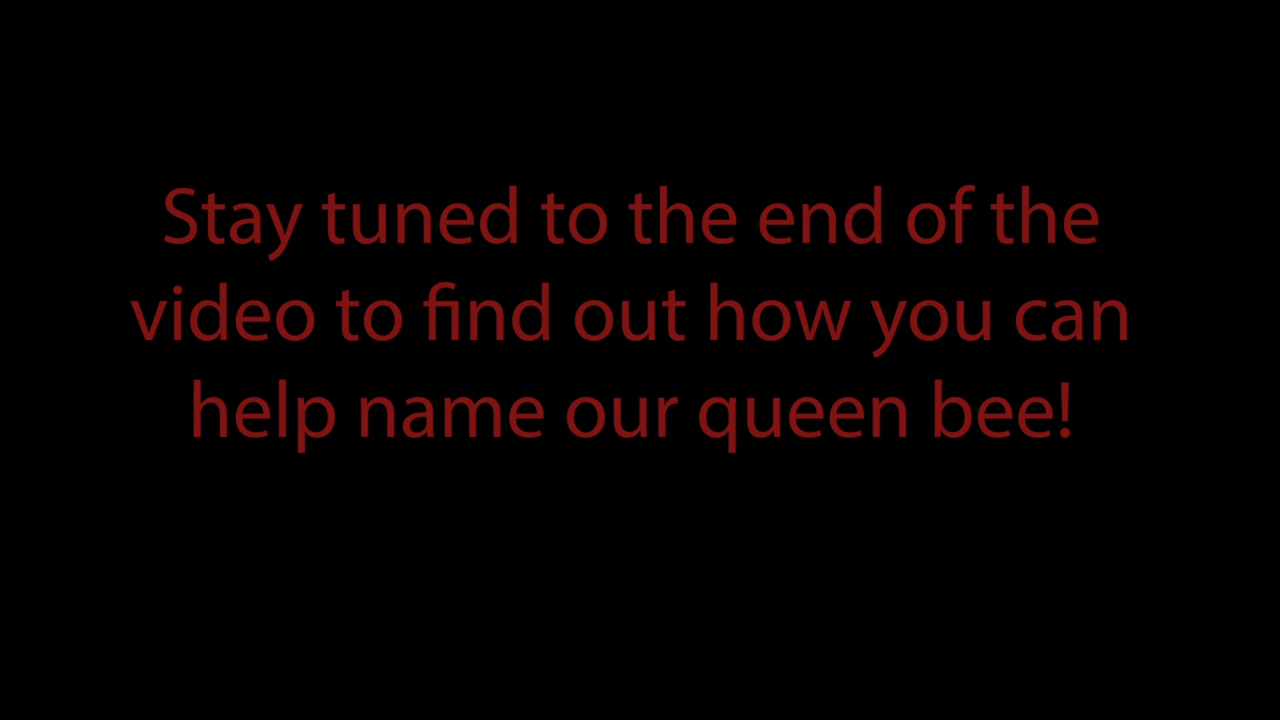 Stay tuned to the end of the
video to find out how you can
help name our queen bee!